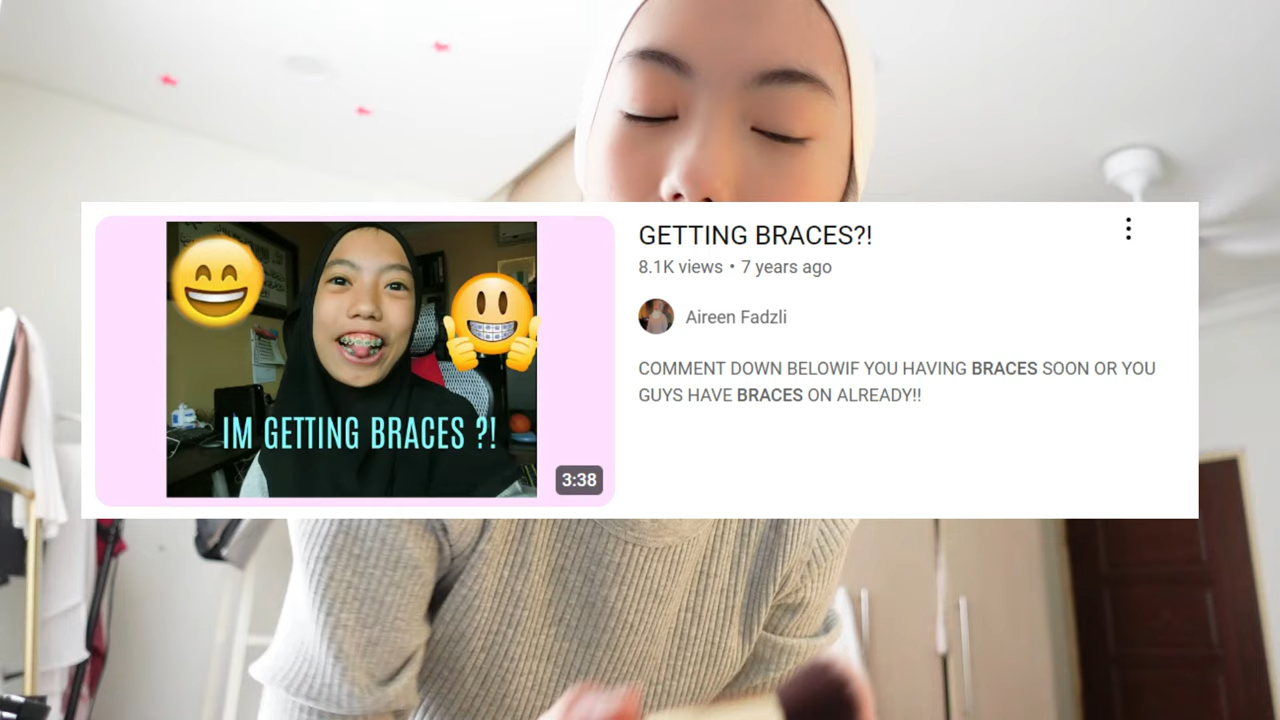 IM GETTING BRACES ?!
3:38
GETTING BRACES?!
8.1K views • 7 years ago
Aireen Fadzli
COMMENT DOWN BELOWIF YOU HAVING BRACES SOON OR YOU
GUYS HAVE BRACES ON ALREADY!!